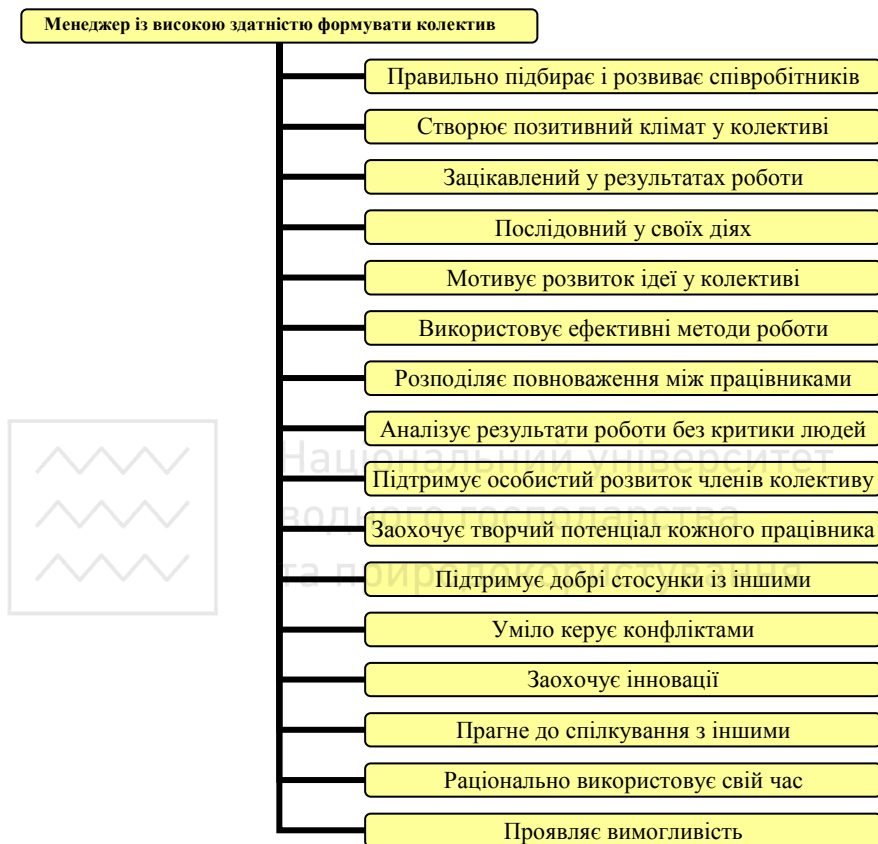 Менеджер із високою здатністю формувати колектив
Правильно підбирає і розвиває співробітників
Створює позитивний клімат у колективі
Зацікавлений у результатах роботи
Послідовний у своїх діях
Мотивує розвиток ідеї у колективі
Використовує ефективні методи роботи
Розподіляє повноваження між працівниками
Аналізує результати роботи без критики людей
Національний університет
Підтримує особистий розвиток членів колективу
водного господарства
Заохочує творчий потенціал кожного працівника
та природокористування
Підтримує добрі стосунки із іншими
Уміло керує конфліктами
Заохочує інновації
Прагне до спілкування з іншими
Раціонально використовує свій час
Проявляє вимогливість